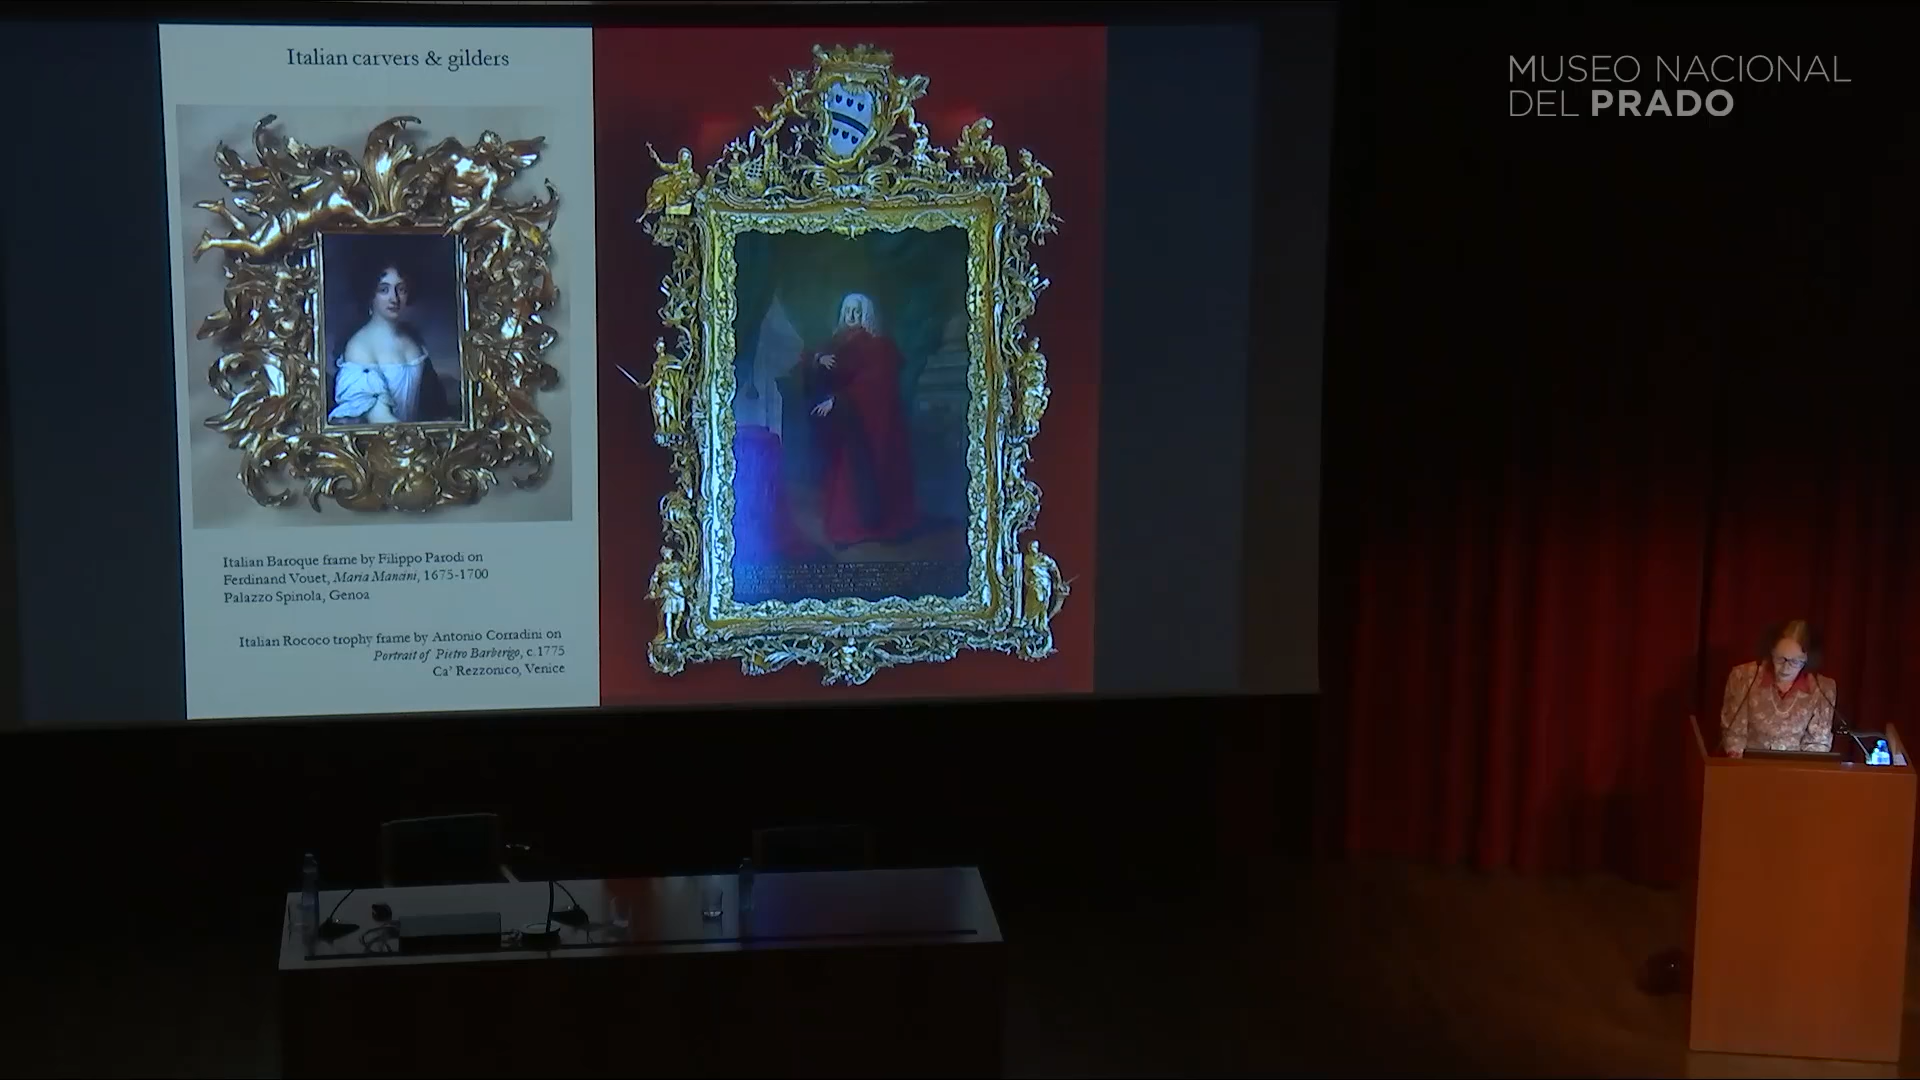 Italian carvers & gilders
Italian Baroque frame by Filippo Parodi on
Ferdinand Vouet, Maria Mancini, 1675-1700
Palazzo Spinola, Genoa
Italian Rococo trophy frame by Antonio Corradini on
Portrait of Pietro Barberigo, c.1775
Ca' Rezzonico, Venice
MUSEO NACIONAL
DEL PRADO